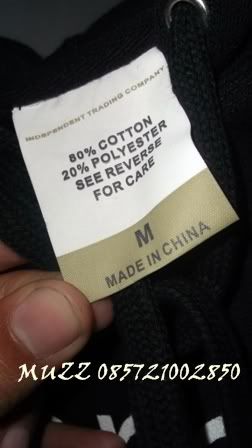 INDEPENDENT TRADING COMPANY
80% COTTON
20% POLYESTER
SEE REVERSE
FOR CARE
M
MADE IN CHINA
MUZZ 085721002850